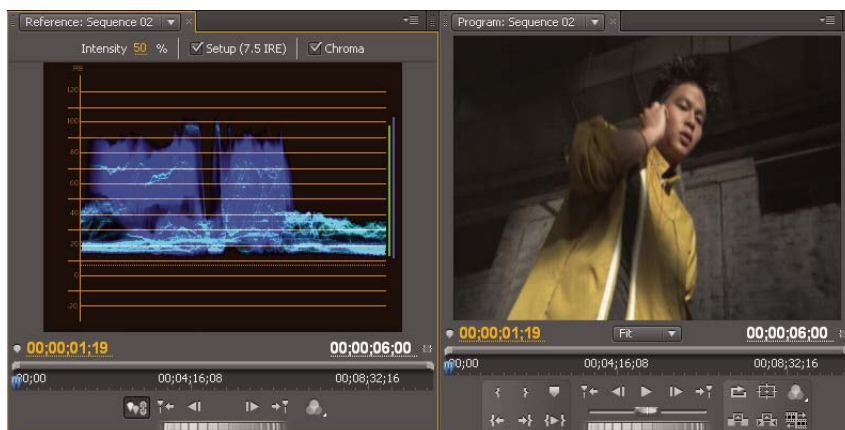 Reference: Sequence 02
Intensity 50 % Setup (7.5 IRE) Chroma
IRE
120
100
80
60
40
20
0
-20
00;00;01;19 00;00;06;00
00;00 00;04;16;08 00;08;32;16
Program: Sequence 02
00;00;01;19 Fit 00;00;06;00
00;00 00;04;16;08 00;08;32;16